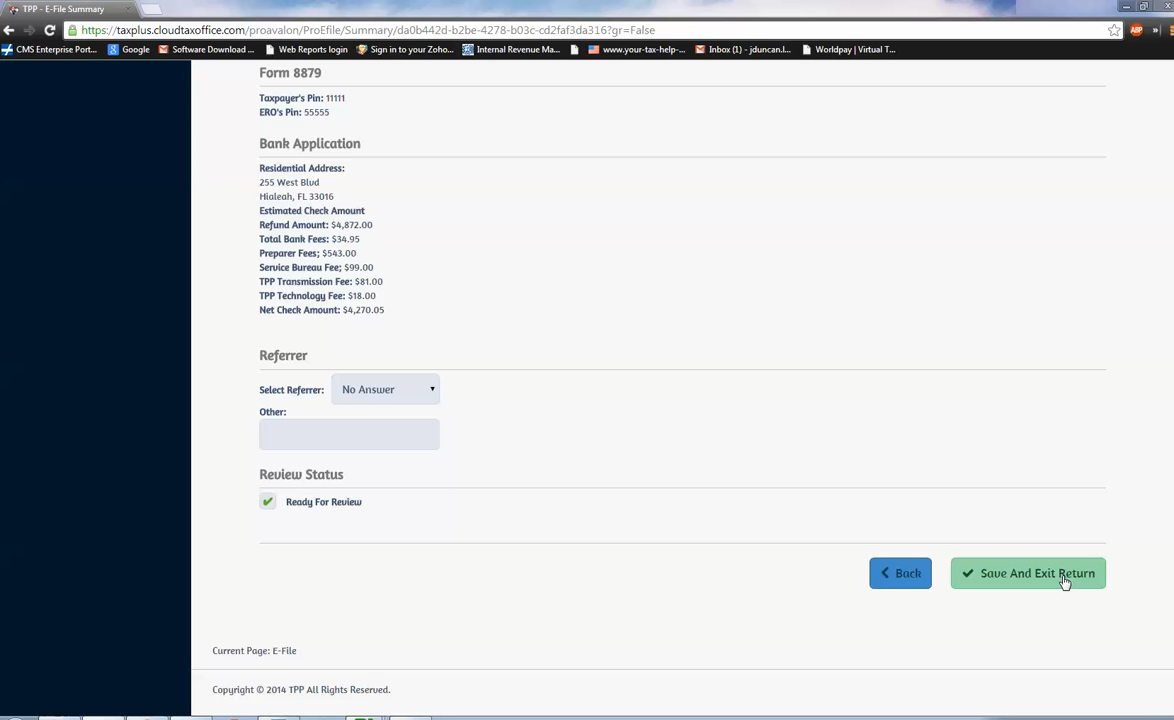 TPP - E-File Summary
https://taxplus.cloudtaxoffice.com/proavalon/ProEfile/Summary/da0b442d-b2be-4278-b03c-cd2faf3da316?gr=False
ABP
»
CMS Enterprise Port... Google Software Download ... Web Reports login Sign in to your Zoho... Internal Revenue Ma... www.your-tax-help-... Inbox (1) - jduncan.l... Worldpay | Virtual T...
Form 8879
Taxpayer's Pin: 11111
ERO's Pin: 55555
Bank Application
Residential Address:
255 West Blvd
Hialeah, FL 33016
Estimated Check Amount
Refund Amount: $4,872.00
Total Bank Fees: $34.95
Preparer Fees; $543.00
Service Bureau Fee; $99.00
TPP Transmission Fee: $81.00
TPP Technology Fee: $18.00
Net Check Amount: $4,270.05
Referrer
Select Referrer: No Answer
Other:
Review Status
Ready For Review
Back Save And Exit Return
Current Page: E-File
Copyright © 2014 TPP All Rights Reserved.